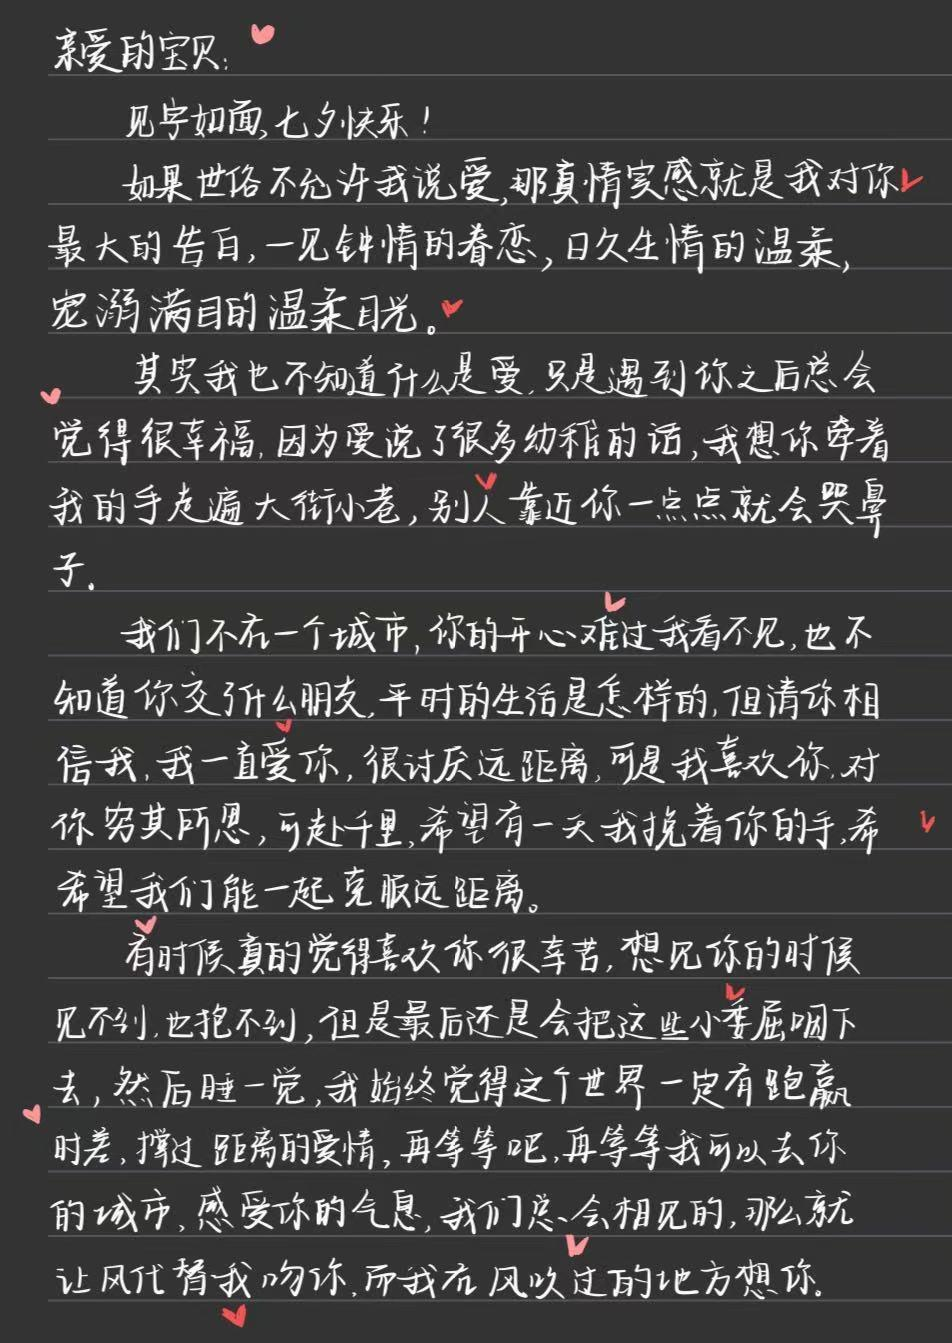 亲爱的宝贝:
见字如面,七夕快乐!
如果世俗不允许我说爱,那真情实感就是我对你
最大的告白,一见钟情的眷恋,日久生情的温柔,
宠溺满目的温柔目光。
其实我也不知道什么是爱,只是遇到你之后总会
觉得很幸福,因为爱说了很多幼稚的话,我想你牵着
我的手走遍大街小巷,别人靠近你一点点就会哭鼻
子.
我们不在一个城市,你的开心难过我看不见,也不
知道你交了什么朋友,平时的生活是怎样的,但请你相
信我,我一直爱你,很讨厌远距离,可是我喜欢你,对
你穷其所思,可赴千里,希望有一天我挽着你的手,希
希望我们能一起克服远距离。
有时候真的觉得喜欢你很辛苦,想见你的时候
见不到,也抱不到,但是最后还是会把这些小委屈咽下
去,然后睡一觉,我始终觉得这个世界一定有跑赢
时差,撑过距离的爱情,再等等吧,再等等我可以去你
的城市,感受你的气息,我们总会相见的,那么就
让风代替我吻你,而我在风吹过的地方想你。